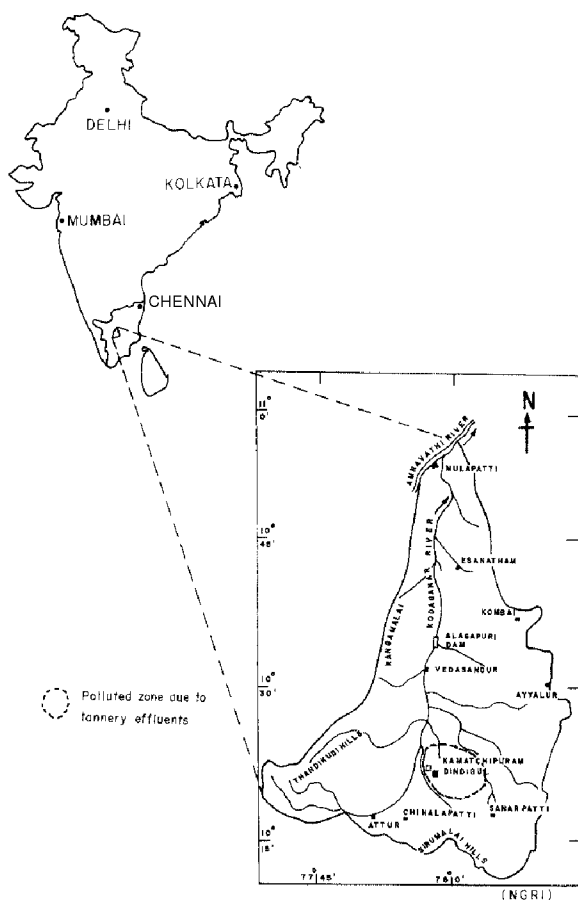 DELHI
KOLKATA
MUMBAI
CHENNAI
N
11°
0'
AMRAVATHI RIVER
MULAPATTI
10°
45'
KODAGANAR RIVER
ESANATHAM
RANGAMALAI
KOMBAI
ALAGAPURI
DAM
VEDASANDUR
10°
30'
AYYALUR
Polluted zone due to
tannery effluents
THANDIKUDI HILLS
KAMATCHIPURAM
DINDIGUL
ATTUR
CHINALAPATTI
SANARPATTI
SIRUMALAI HILLS
10°
15'
77° 45'
78° 0'
(NGRI)